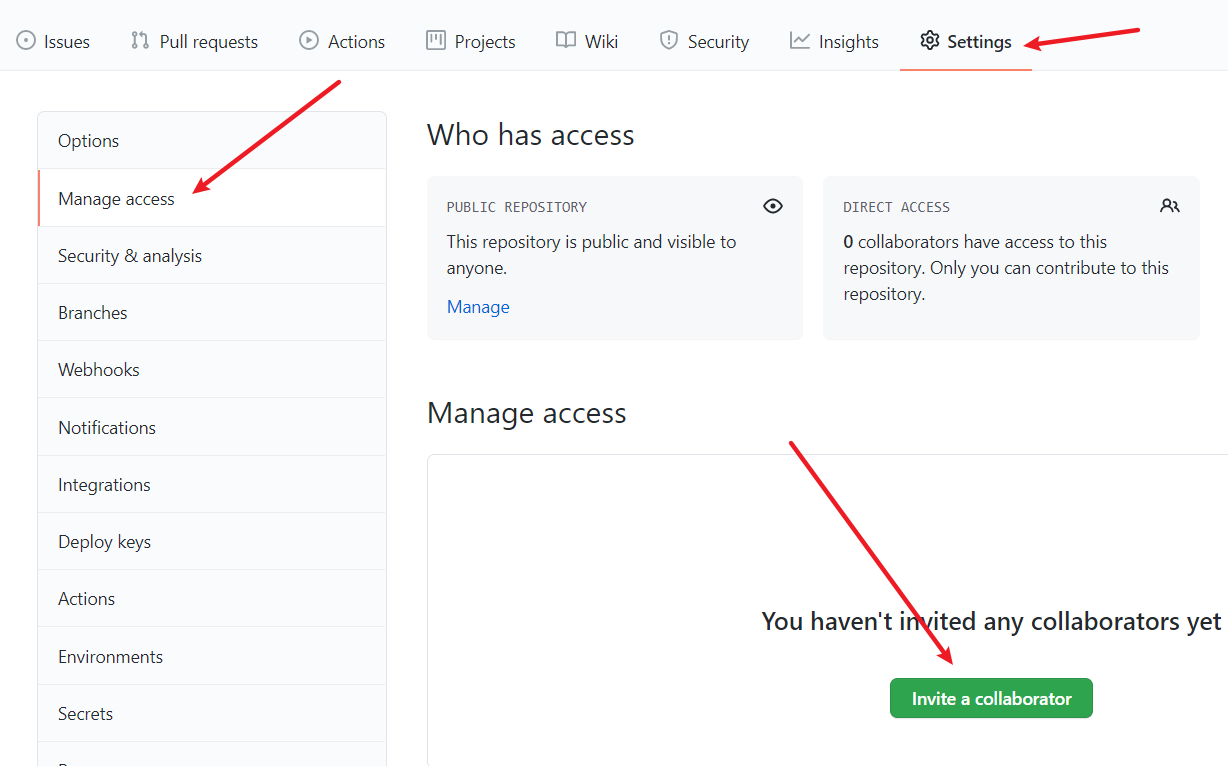 Issues Pull requests Actions Projects Wiki Security Insights Settings
Options
Manage access
Security & analysis
Branches
Webhooks
Notifications
Integrations
Deploy keys
Actions
Environments
Secrets
Who has access
PUBLIC REPOSITORY
This repository is public and visible to
anyone.
Manage
DIRECT ACCESS
0 collaborators have access to this
repository. Only you can contribute to this
repository.
Manage access
You haven't invited any collaborators yet
Invite a collaborator